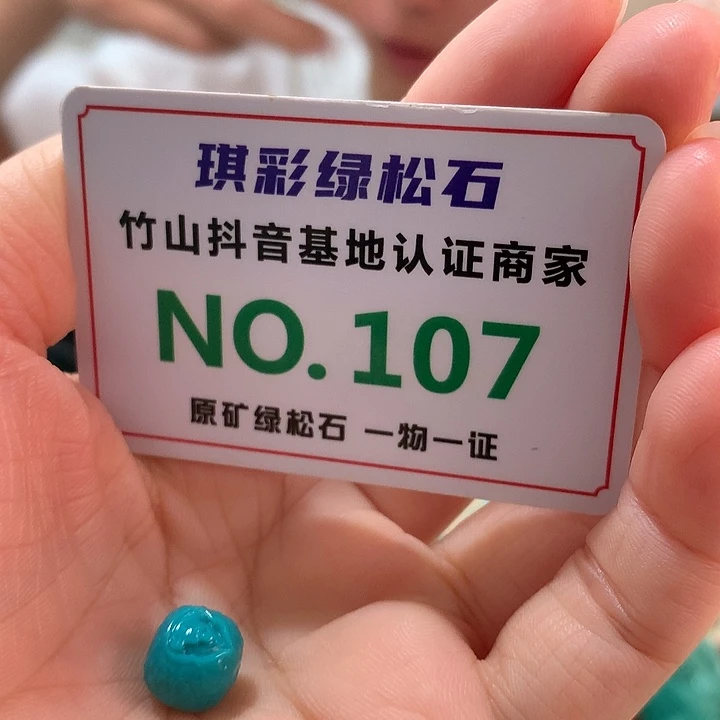 琪彩绿松石
竹山抖音基地认证商家
NO.107
原矿绿松石 一物一证